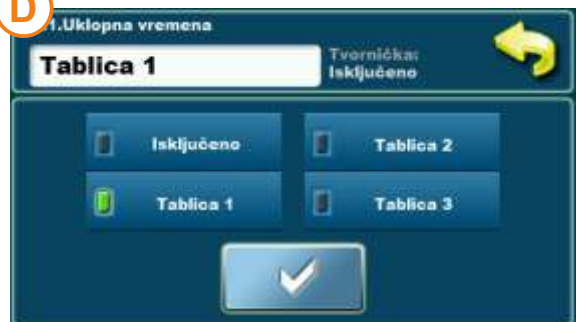 D
1.Uklopna vremena
Tablica 1
Tvornička:
Isključeno
Isključeno
Tablica 2
Tablica 1
Tablica 3